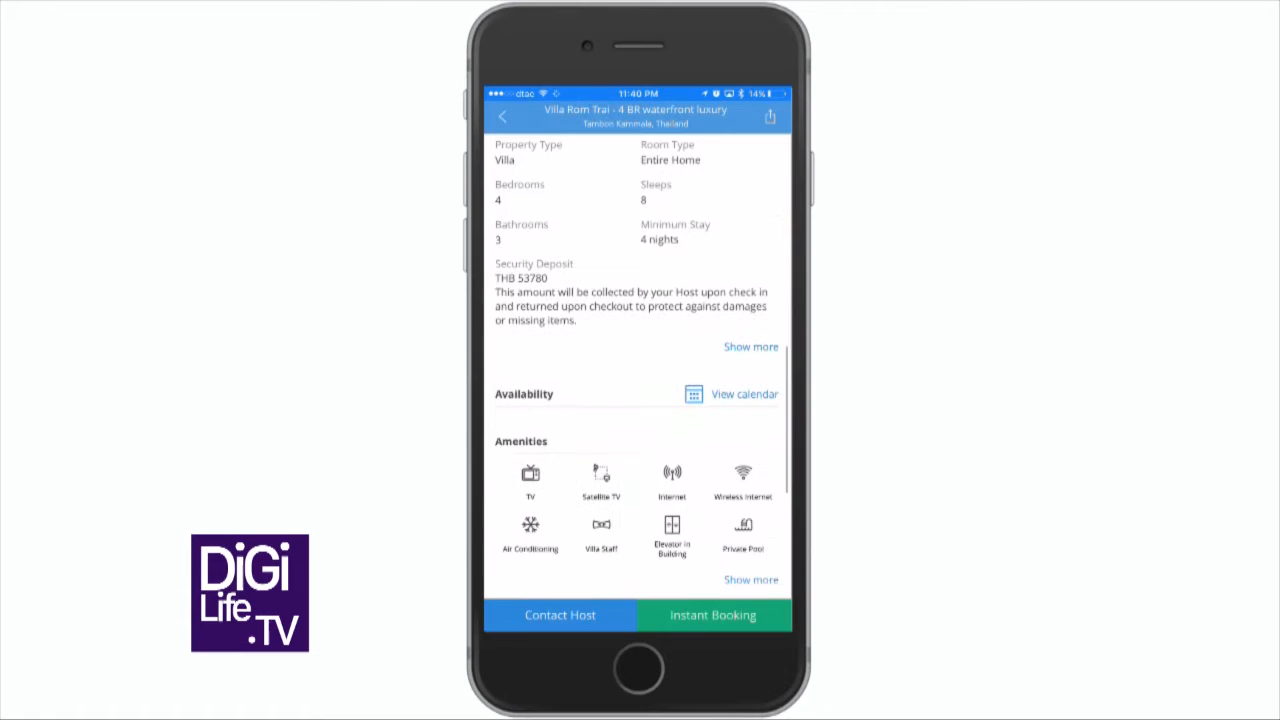 dtac
11:40 PM
14%
Villa Rom Trai - 4 BR waterfront luxury
Tambon Kammala, Thailand
Property Type
Room Type
Villa
Entire Home
Bedrooms
Sleeps
4
8
Bathrooms
Minimum Stay
3
4 nights
Security Deposit
THB 53780
This amount will be collected by your Host upon check in
and returned upon checkout to protect against damages
or missing items.
Show more
Availability
View calendar
Amenities
TV
Satellite TV
Internet
Wireless Internet
Air Conditioning
Villa Staff
Elevator in
Building
Private Pool
Show more
Contact Host
Instant Booking
DiGi
Life
.TV